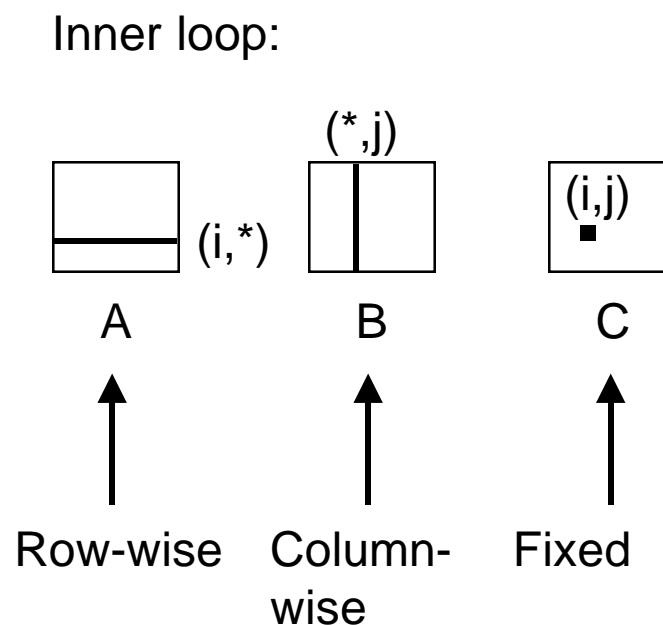 Inner loop:
(*,j)
(i,j)
(i,*)
A B C
Row-wise Column- Fixed
wise